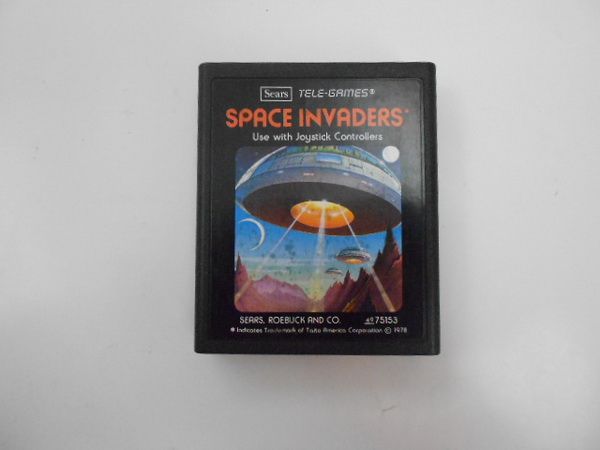 Sears TELE-GAMES®
SPACE INVADERS*
Use with Joystick Controllers
SEARS, ROEBUCK AND CO. 49 75153
* Indicates Trademark of Taito America Corporation © 1978